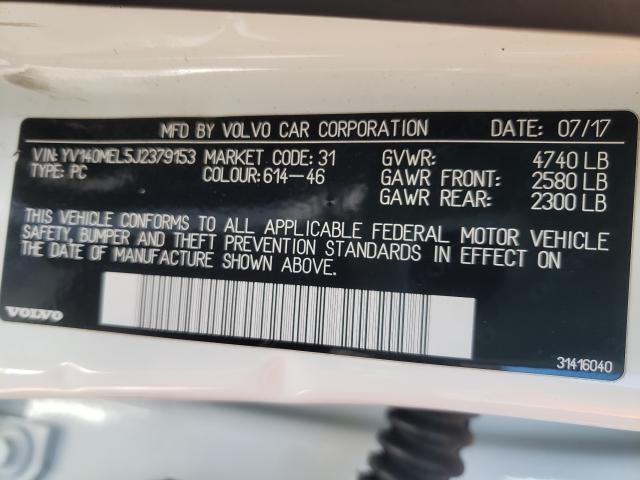 MFD BY VOLVO CAR CORPORATION DATE: 07/17
VIN: YV140MEL5J2379153 MARKET CODE: 31 GVWR: 4740 LB
TYPE: PC COLOUR: 614-46 GAWR FRONT: 2580 LB
GAWR REAR: 2300 LB
THIS VEHICLE CONFORMS TO ALL APPLICABLE FEDERAL MOTOR VEHICLE
SAFETY, BUMPER AND THEFT PREVENTION STANDARDS IN EFFECT ON
THE DATE OF MANUFACTURE SHOWN ABOVE.
VOLVO
31416040